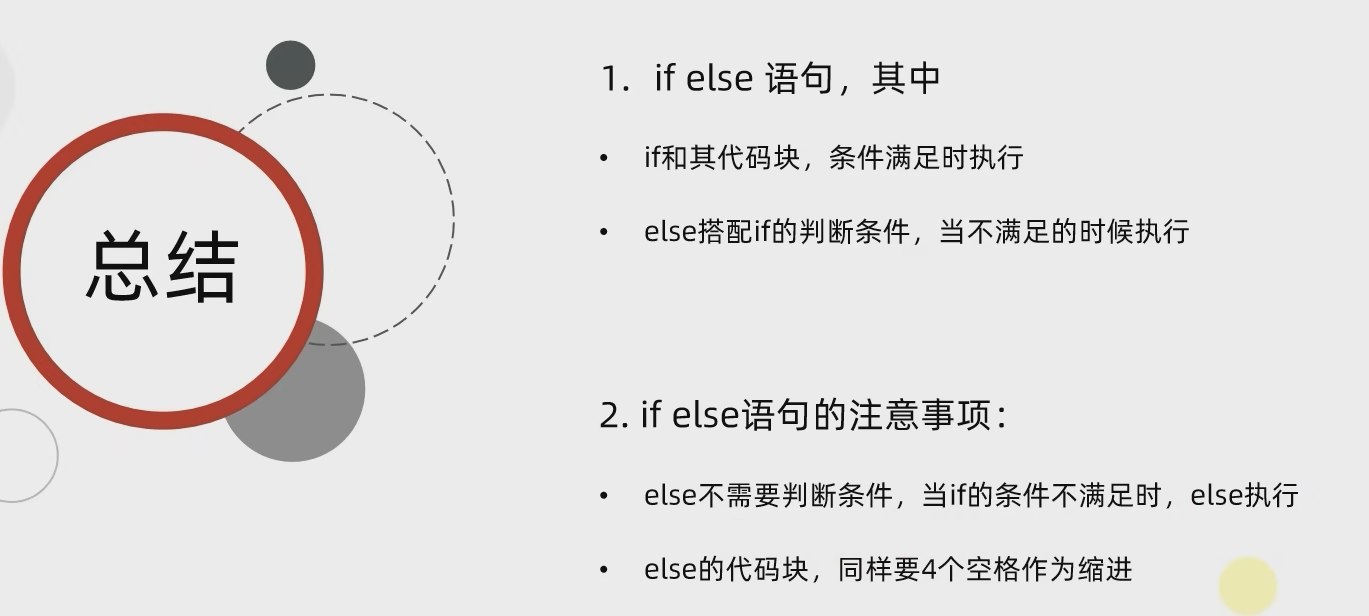 总结
1. if else 语句，其中
• if和其代码块，条件满足时执行
• else搭配if的判断条件，当不满足的时候执行
2. if else语句的注意事项：
• else不需要判断条件，当if的条件不满足时，else执行
• else的代码块，同样要4个空格作为缩进